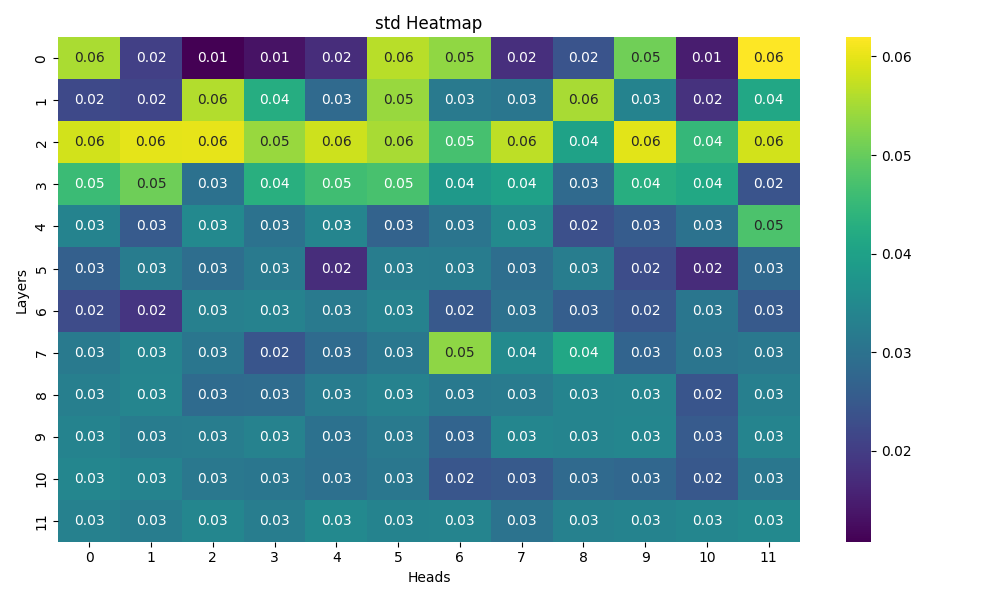 std Heatmap
0 0.06 0.02 0.01 0.01 0.02 0.06 0.05 0.02 0.02 0.05 0.01 0.06
1 0.02 0.02 0.06 0.04 0.03 0.05 0.03 0.03 0.06 0.03 0.02 0.04
2 0.06 0.06 0.06 0.05 0.06 0.06 0.05 0.06 0.04 0.06 0.04 0.06
3 0.05 0.05 0.03 0.04 0.05 0.05 0.04 0.04 0.03 0.04 0.04 0.02
4 0.03 0.03 0.03 0.03 0.03 0.03 0.03 0.03 0.02 0.03 0.03 0.05
5 0.03 0.03 0.03 0.03 0.02 0.03 0.03 0.03 0.03 0.02 0.02 0.03
6 0.02 0.02 0.03 0.03 0.03 0.03 0.02 0.03 0.03 0.02 0.03 0.03
7 0.03 0.03 0.03 0.02 0.03 0.03 0.05 0.04 0.04 0.03 0.03 0.03
8 0.03 0.03 0.03 0.03 0.03 0.03 0.03 0.03 0.03 0.03 0.02 0.03
9 0.03 0.03 0.03 0.03 0.03 0.03 0.03 0.03 0.03 0.03 0.03 0.03
10 0.03 0.03 0.03 0.03 0.03 0.03 0.02 0.03 0.03 0.03 0.02 0.03
11 0.03 0.03 0.03 0.03 0.03 0.03 0.03 0.03 0.03 0.03 0.03 0.03
0 1 2 3 4 5 6 7 8 9 10 11
Heads
Layers
0.06
0.05
0.04
0.03
0.02